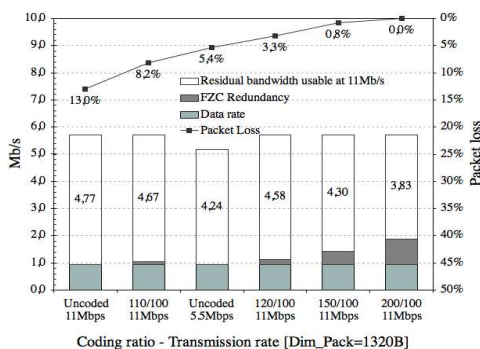 10,0
9,0
8,0
7,0
6,0
5,0
4,0
3,0
2,0
1,0
0,0
Mb/s
0%
5%
10%
15%
20%
25%
30%
35%
40%
45%
50%
Packet loss
13,0%
8,2%
5,4%
3,3%
0,8%
0,0%
Residual bandwidth usable at 11Mb/s
FZC Redundancy
Data rate
Packet Loss
4,77
4,67
4,24
4,58
4,30
3,83
Uncoded
11Mbps
110/100
11Mbps
Uncoded
5.5Mbps
120/100
11Mbps
150/100
11Mbps
200/100
11Mbps
Coding ratio - Transmission rate [Dim_Pack=1320B]